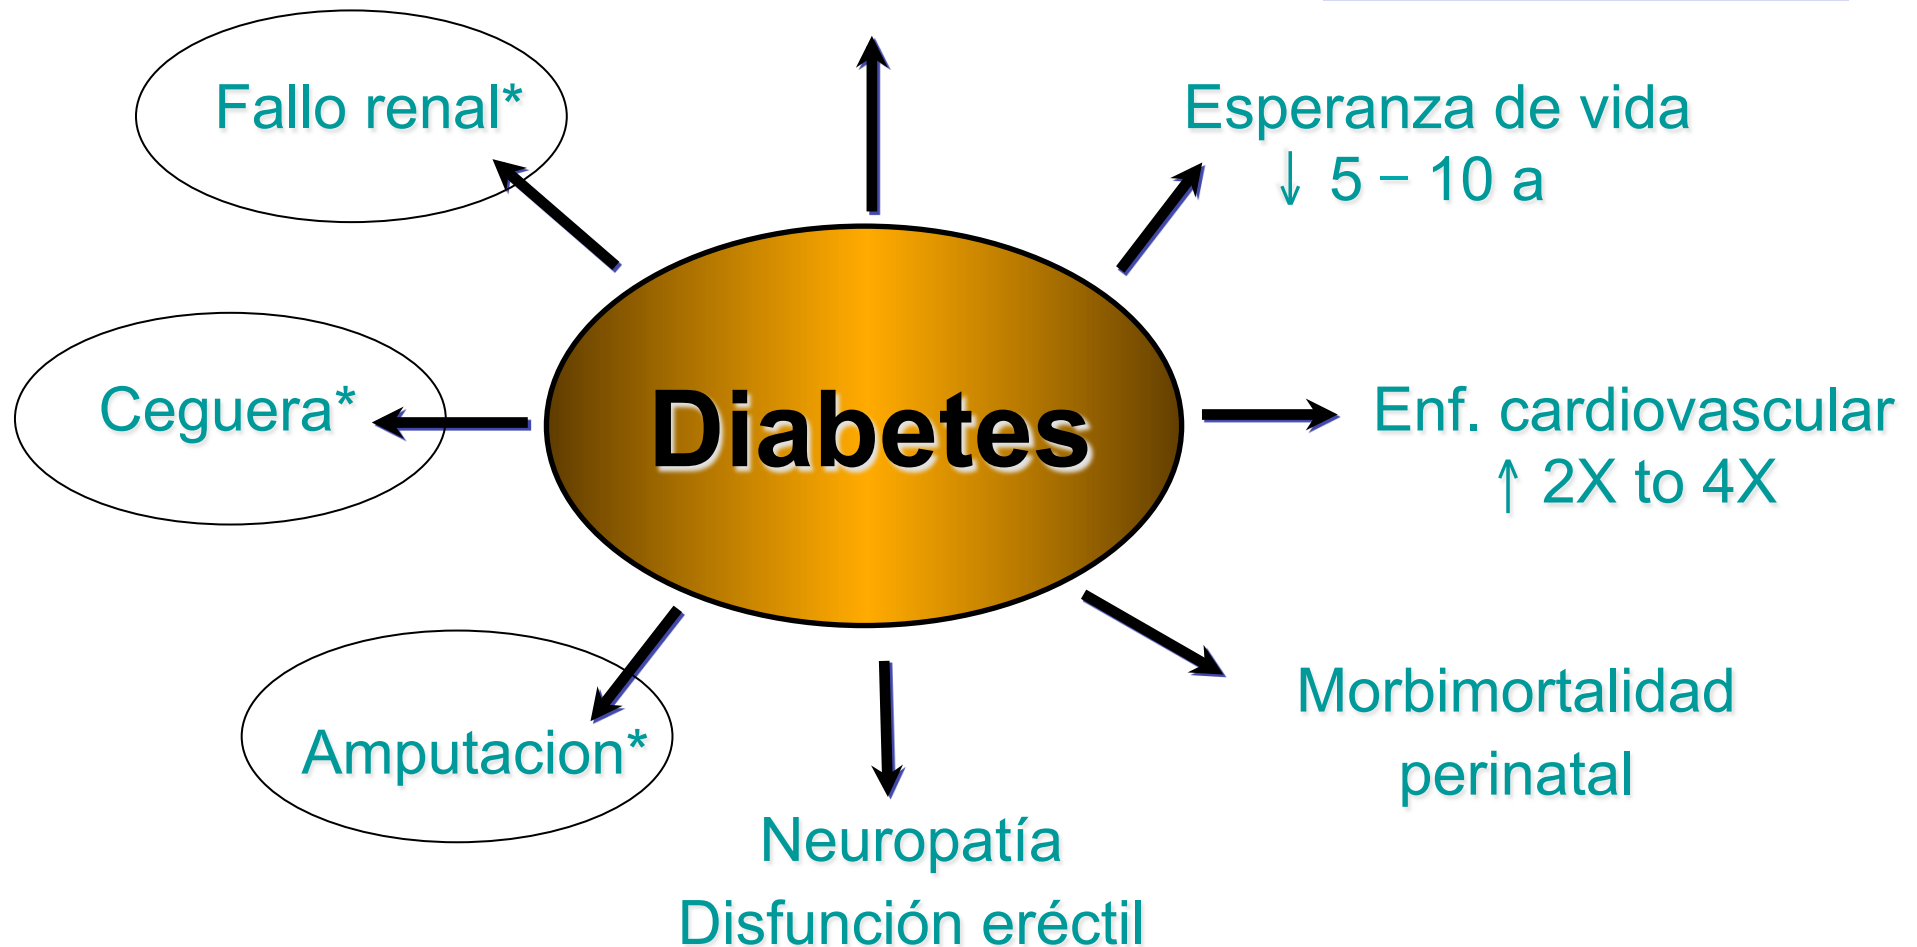 Fallo renal*
Esperanza de vida
↓ 5 – 10 a
Ceguera*
Diabetes
Enf. cardiovascular
↑ 2X to 4X
Amputacion*
Morbimortalidad
perinatal
Neuropatía
Disfunción eréctil